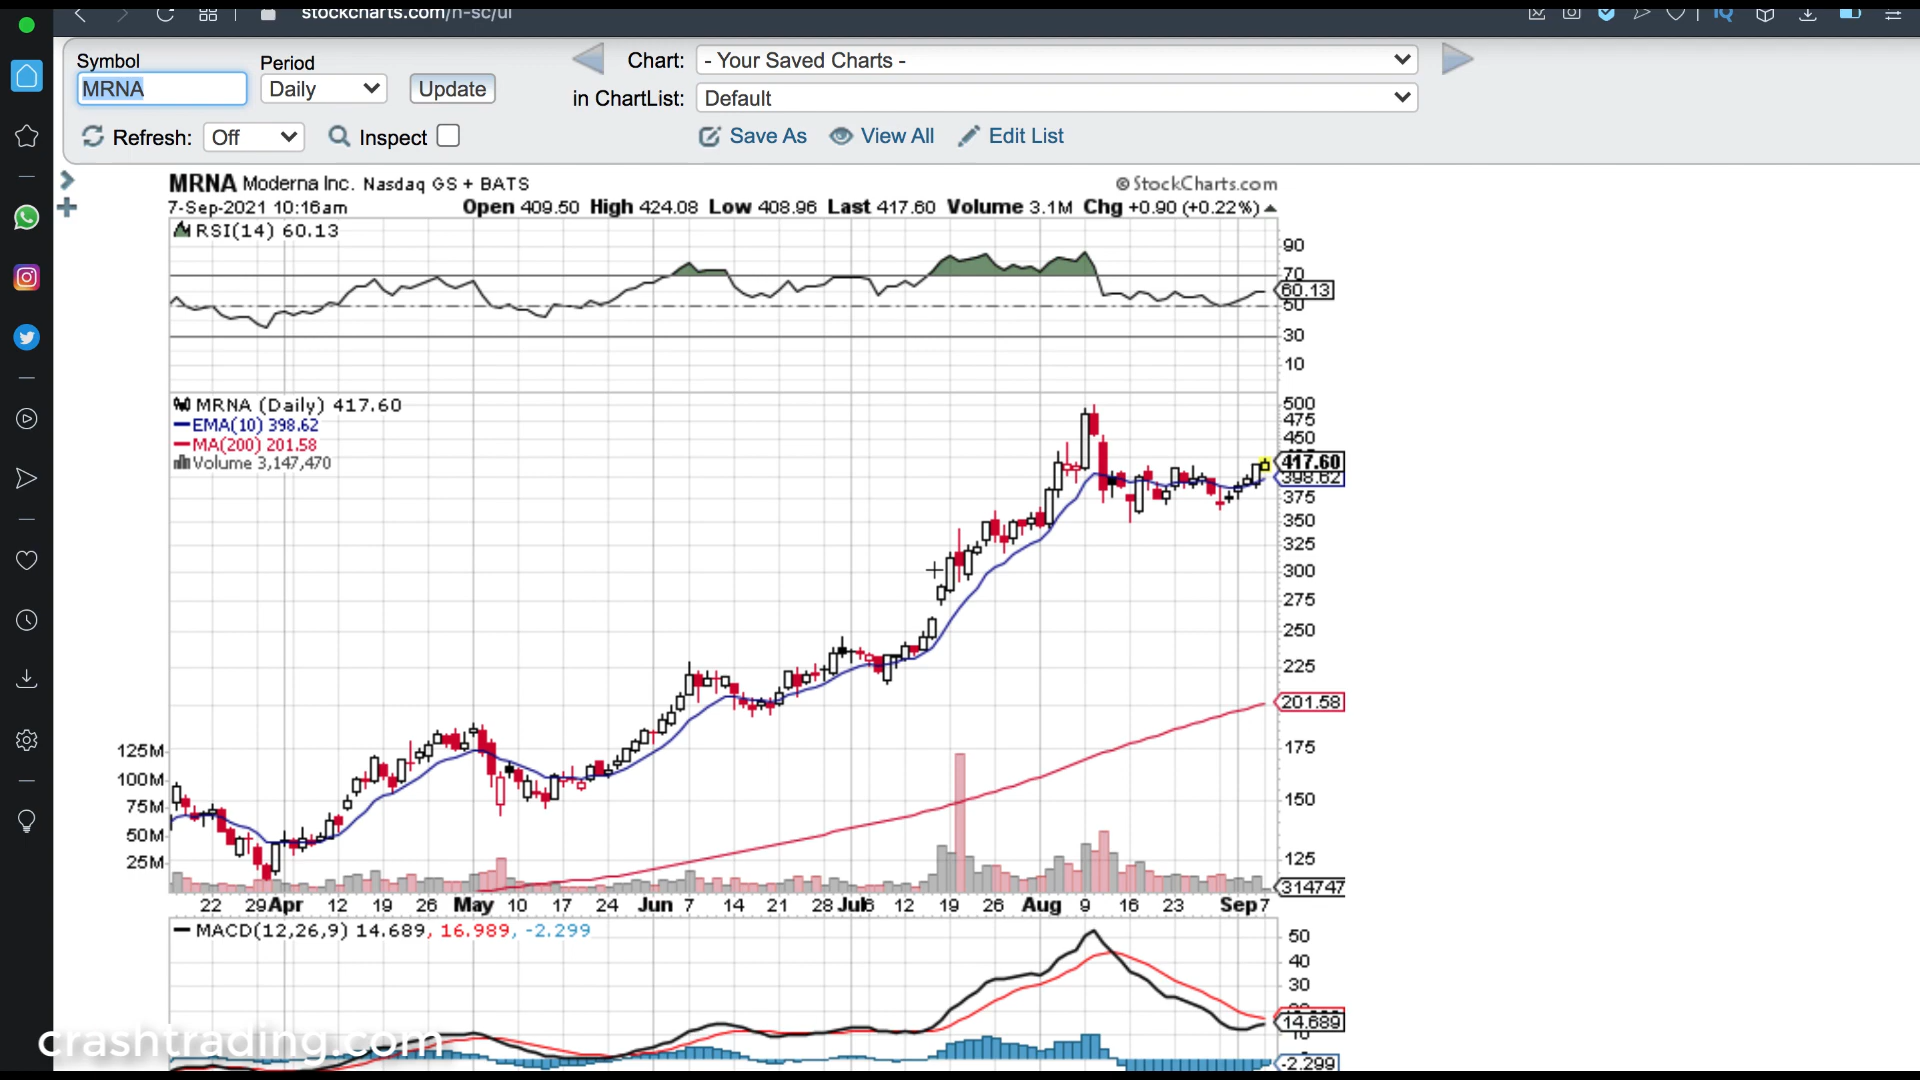 stockcharts.com/h-sc/ui
Symbol
Period
Chart:
- Your Saved Charts -
MRNA
Daily
Update
in ChartList:
Default
Refresh:
Off
Inspect
Save As
View All
Edit List
MRNA Moderna Inc. Nasdaq GS + BATS
© StockCharts.com
7-Sep-2021 10:16am
Open 409.50 High 424.08 Low 408.96 Last 417.60 Volume 3.1M Chg +0.90 (+0.22%)
RSI(14) 60.13
90
70
60.13
50
30
10
MRNA (Daily) 417.60
EMA(10) 398.62
MA(200) 201.58
Volume 3,147,470
500
475
450
417.60
398.62
375
350
325
300
275
250
225
201.58
175
150
125
314747
125M
100M
75M
50M
25M
22 29 Apr 12 19 26 May 10 17 24 Jun 7 14 21 28 Jul 6 12 19 26 Aug 9 16 23 Sep 7
MACD(12,26,9) 14.689, 16.989, -2.299
50
40
30
14.689
10
-2.299
crashtrading.com